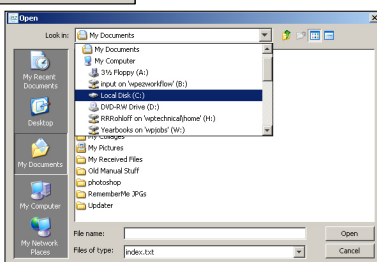 Open
Look in: My Documents
My Documents
My Computer
3½ Floppy (A:)
input on 'wpezworkflow' (B:)
Local Disk (C:)
DVD-RW Drive (D:)
RRRohloff on 'wptechnical\home' (H:)
Yearbooks on 'wpjobs' (W:)
My Collages
My Pictures
My Received Files
Old Manual Stuff
photoshop
RememberMe JPGs
Updater
My Recent
Documents
Desktop
My Documents
My Computer
My Network
Places
File name:
Open
Files of type: index.txt
Cancel